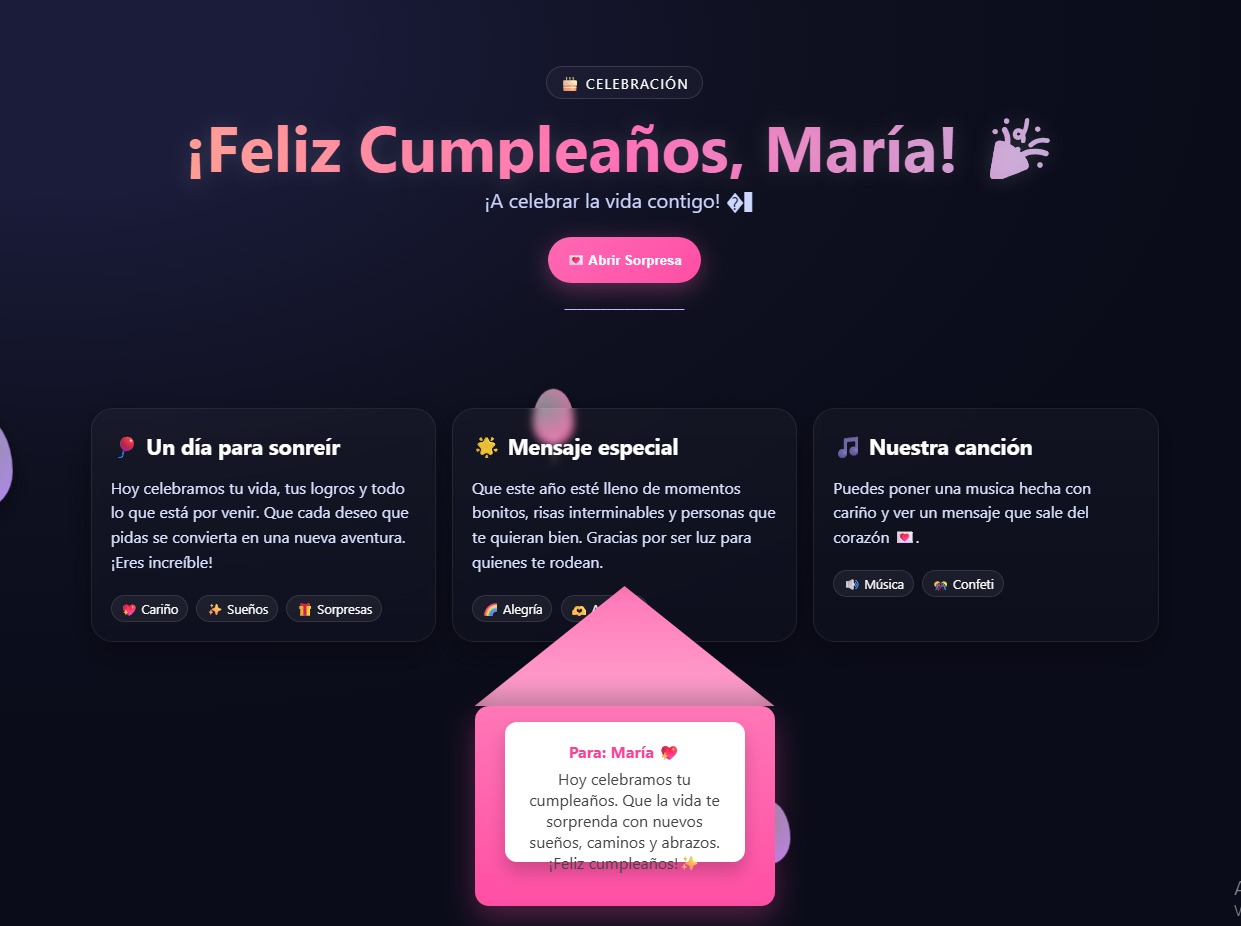 🎂 CELEBRACIÓN
¡Feliz Cumpleaños, María! 🎉
¡A celebrar la vida contigo! �
💌 Abrir Sorpresa
🎈 Un día para sonreír
Hoy celebramos tu vida, tus logros y todo
lo que está por venir. Que cada deseo que
pidas se convierta en una nueva aventura.
¡Eres increíble!
💖 Cariño
✨ Sueños
🎁 Sorpresas
🌟 Mensaje especial
Que este año esté lleno de momentos
bonitos, risas interminables y personas que
te quieran bien. Gracias por ser luz para
quienes te rodean.
🌈 Alegría
🫶
🎵 Nuestra canción
Puedes poner una musica hecha con
cariño y ver un mensaje que sale del
corazón 💌.
🔊 Música
🎊 Confeti
Para: María 💖
Hoy celebramos tu
cumpleaños. Que la vida te
sorprenda con nuevos
sueños, caminos y abrazos.
¡Feliz cumpleaños!✨